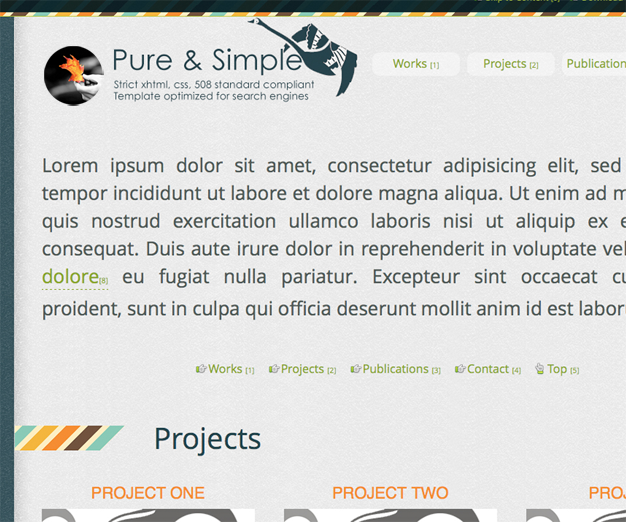 Pure & Simple
Strict xhtml, css, 508 standard compliant
Template optimized for search engines
Works [1] Projects [2] Publication
Lorem ipsum dolor sit amet, consectetur adipisicing elit, sed
tempor incididunt ut labore et dolore magna aliqua. Ut enim ad
quis nostrud exercitation ullamco laboris nisi ut aliquip ex
consequat. Duis aute irure dolor in reprehenderit in voluptate
dolore[8] eu fugiat nulla pariatur. Excepteur sint occaecat
proident, sunt in culpa qui officia deserunt mollit anim id est
Works [1] Projects [2] Publications [3] Contact [4] Top [5]
Projects
PROJECT ONE PROJECT TWO